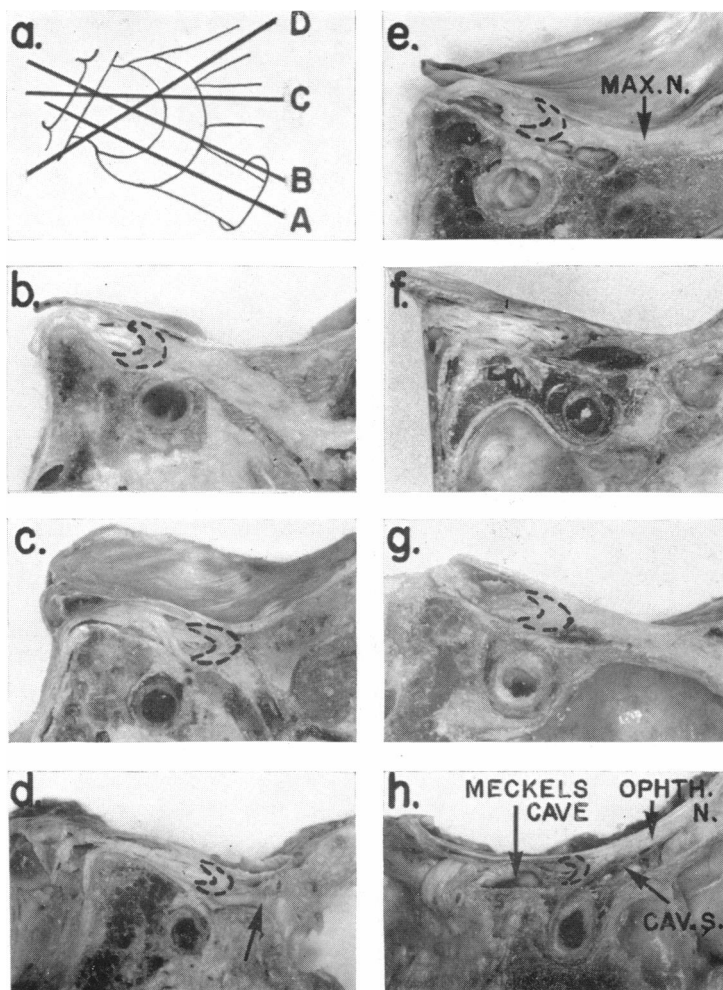 a.
D
C
B
A
e.
MAX. N.
b.
f.
c.
g.
d.
h.
MECKELS
CAVE
OPHTH.
N.
CAV. S.